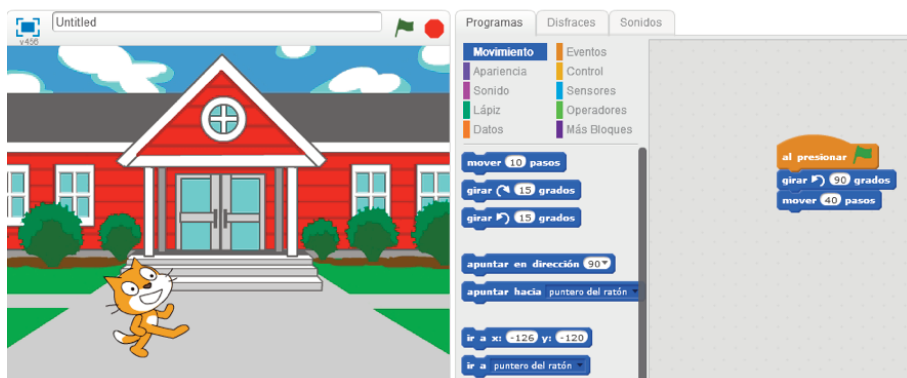 Untitled
v456
Programas
Disfraces
Sonidos
Movimiento
Eventos
Apariencia
Control
Sonido
Sensores
Lápiz
Operadores
Datos
Más Bloques
mover 10 pasos
girar 15 grados
girar 15 grados
apuntar en dirección 90
apuntar hacia puntero del ratón
ir a x: -126 y: -120
ir a puntero del ratón
al presionar
girar 90 grados
mover 40 pasos